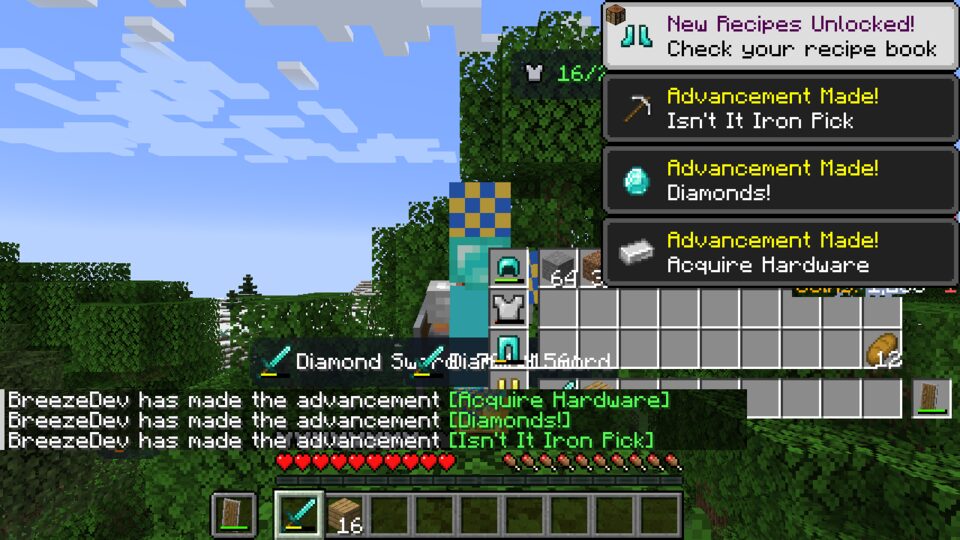 New Recipes Unlocked!
Check your recipe book
16/
Advancement Made!
Isn't It Iron Pick
Advancement Made!
Diamonds!
Advancement Made!
Acquire Hardware
64
12
Diamond
BreezeDev has made the advancement [Acquire Hardware]
BreezeDev has made the advancement [Diamonds!]
BreezeDev has made the advancement [Isn't It Iron Pick]
16